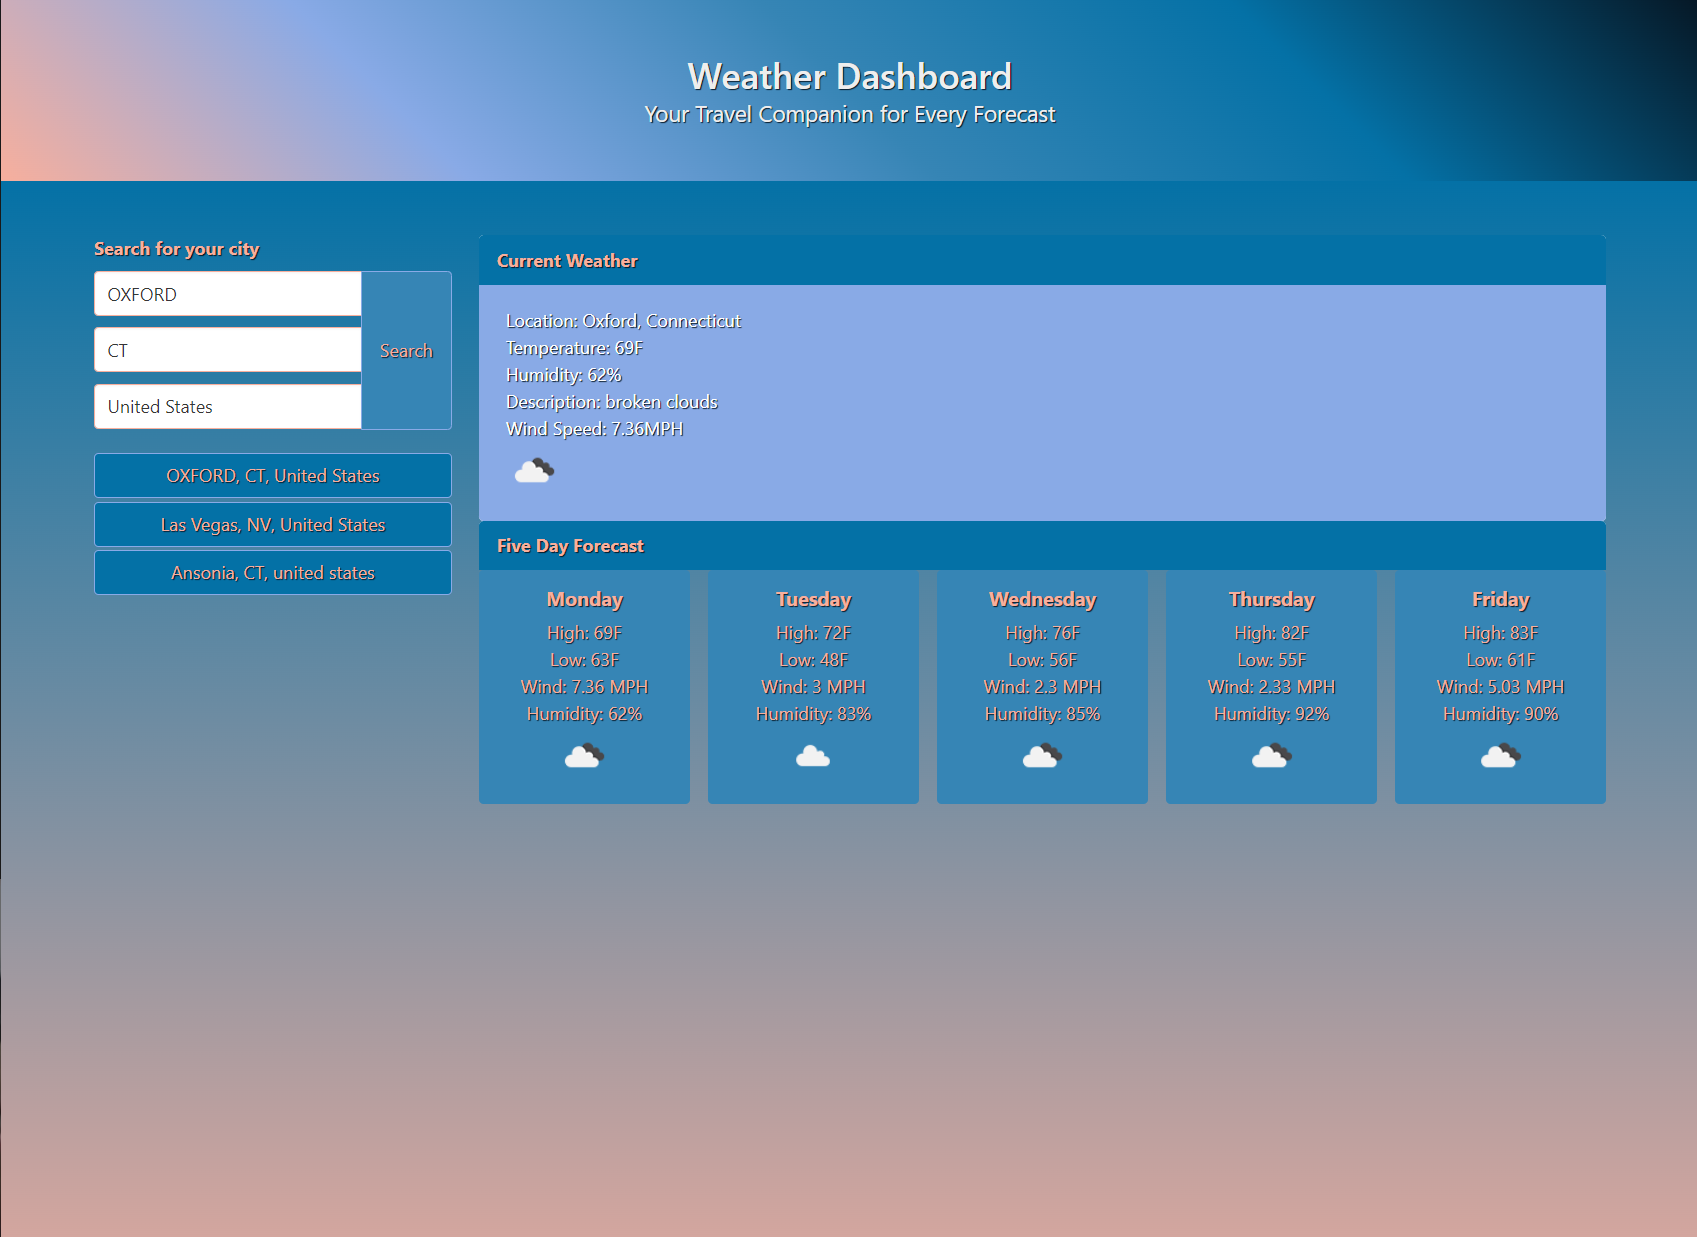 Weather Dashboard
Your Travel Companion for Every Forecast
Search for your city
OXFORD
CT
United States
Search
OXFORD, CT, United States
Las Vegas, NV, United States
Ansonia, CT, united states
Current Weather
Location: Oxford, Connecticut
Temperature: 69F
Humidity: 62%
Description: broken clouds
Wind Speed: 7.36MPH
Five Day Forecast
Monday
High: 69F
Low: 63F
Wind: 7.36 MPH
Humidity: 62%
Tuesday
High: 72F
Low: 48F
Wind: 3 MPH
Humidity: 83%
Wednesday
High: 76F
Low: 56F
Wind: 2.3 MPH
Humidity: 85%
Thursday
High: 82F
Low: 55F
Wind: 2.33 MPH
Humidity: 92%
Friday
High: 83F
Low: 61F
Wind: 5.03 MPH
Humidity: 90%